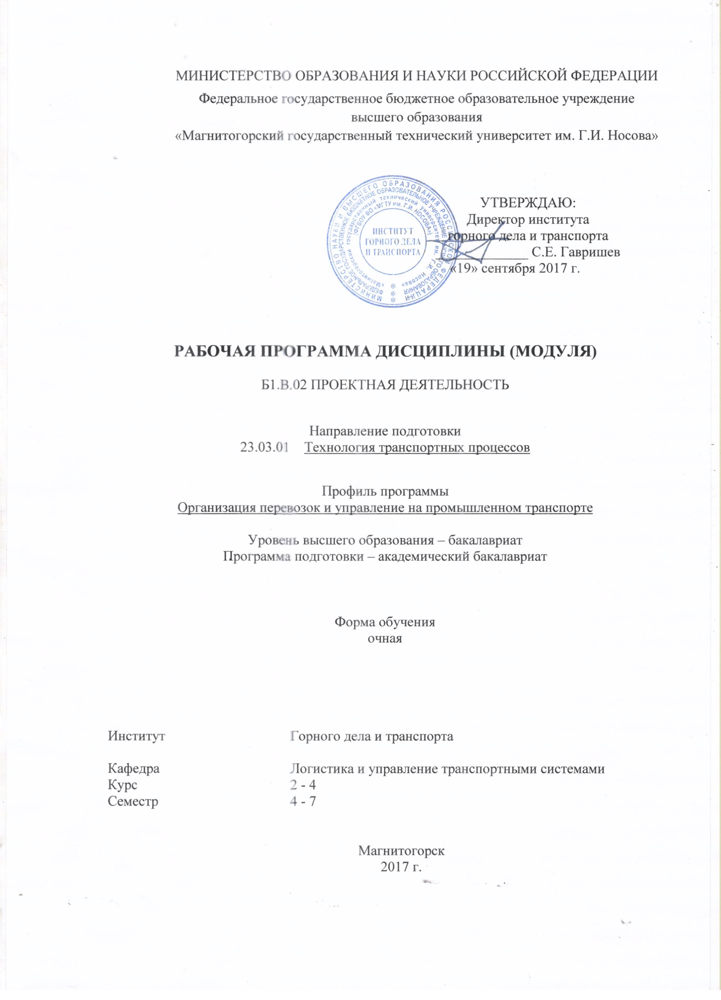 МИНИСТЕРСТВО ОБРАЗОВАНИЯ И НАУКИ РОССИЙСКОЙ ФЕДЕРАЦИИ
Федеральное государственное бюджетное образовательное учреждение
высшего образования
«Магнитогорский государственный технический университет им. Г.И. Носова»
МИНИСТЕРСТВО НАУКИ И ВЫСШЕГО ОБРАЗОВАНИЯ РОССИЙСКОЙ ФЕДЕРАЦИИ
ФЕДЕРАЛЬНОЕ ГОСУДАРСТВЕННОЕ БЮДЖЕТНОЕ ОБРАЗОВАТЕЛЬНОЕ УЧРЕЖДЕНИЕ ВЫСШЕГО ОБРАЗОВАНИЯ
«Магнитогорский государственный технический университет им. Г.И. Носова»
(ФГБОУ ВО «МГТУ им. Г.И. НОСОВА»)
ИНСТИТУТ
ГОРНОГО ДЕЛА
И ТРАНСПОРТА
УТВЕРЖДАЮ:
Директор института
горного дела и транспорта
_____________ С.Е. Гавришев
«19» сентября 2017 г.
РАБОЧАЯ ПРОГРАММА ДИСЦИПЛИНЫ (МОДУЛЯ)
Б1.В.02 ПРОЕКТНАЯ ДЕЯТЕЛЬНОСТЬ
Направление подготовки
23.03.01 Технология транспортных процессов
Профиль программы
Организация перевозок и управление на промышленном транспорте
Уровень высшего образования – бакалавриат
Программа подготовки – академический бакалавриат
Форма обучения
очная
Институт Горного дела и транспорта
Кафедра Логистика и управление транспортными системами
Курс 2 - 4
Семестр 4 - 7
Магнитогорск
2017 г.